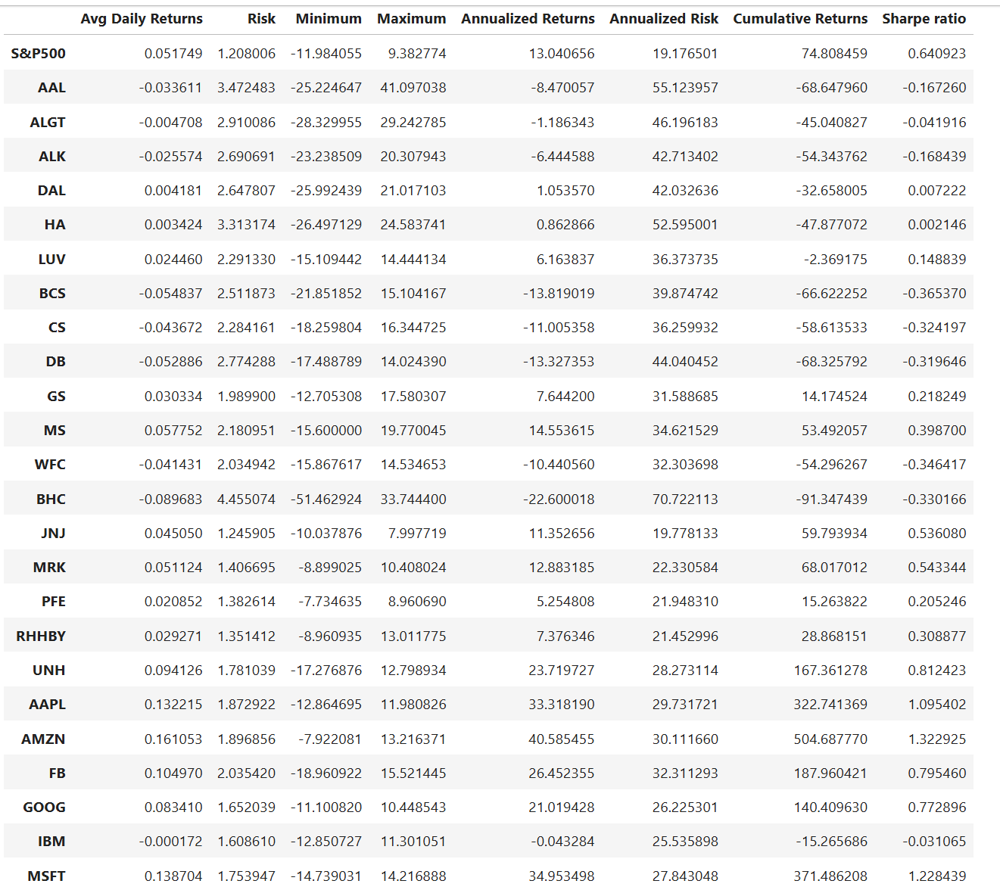 Avg Daily Returns Risk Minimum Maximum Annualized Returns Annualized Risk Cumulative Returns Sharpe ratio
S&P500 0.051749 1.208006 -11.984055 9.382774 13.040656 19.176501 74.808459 0.640923
AAL -0.033611 3.472483 -25.224647 41.097038 -8.470057 55.123957 -68.647960 -0.167260
ALGT -0.004708 2.910086 -28.329955 29.242785 -1.186343 46.196183 -45.040827 -0.041916
ALK -0.025574 2.690691 -23.238509 20.307943 -6.444588 42.713402 -54.343762 -0.168439
DAL 0.004181 2.647807 -25.992439 21.017103 1.053570 42.032636 -32.658005 0.007222
HA 0.003424 3.313174 -26.497129 24.583741 0.862866 52.595001 -47.877072 0.002146
LUV 0.024460 2.291330 -15.109442 14.444134 6.163837 36.373735 -2.369175 0.148839
BCS -0.054837 2.511873 -21.851852 15.104167 -13.819019 39.874742 -66.622252 -0.365370
CS -0.043672 2.284161 -18.259804 16.344725 -11.005358 36.259932 -58.613533 -0.324197
DB -0.052886 2.774288 -17.488789 14.024390 -13.327353 44.040452 -68.325792 -0.319646
GS 0.030334 1.989900 -12.705308 17.580307 7.644200 31.588685 14.174524 0.218249
MS 0.057752 2.180951 -15.600000 19.770045 14.553615 34.621529 53.492057 0.398700
WFC -0.041431 2.034942 -15.867617 14.534653 -10.440560 32.303698 -54.296267 -0.346417
BHC -0.089683 4.455074 -51.462924 33.744400 -22.600018 70.722113 -91.347439 -0.330166
JNJ 0.045050 1.245905 -10.037876 7.997719 11.352656 19.778133 59.793934 0.536080
MRK 0.051124 1.406695 -8.899025 10.408024 12.883185 22.330584 68.017012 0.543344
PFE 0.020852 1.382614 -7.734635 8.960690 5.254808 21.948310 15.263822 0.205246
RHHBY 0.029271 1.351412 -8.960935 13.011775 7.376346 21.452996 28.868151 0.308877
UNH 0.094126 1.781039 -17.276876 12.798934 23.719727 28.273114 167.361278 0.812423
AAPL 0.132215 1.872922 -12.864695 11.980826 33.318190 29.731721 322.741369 1.095402
AMZN 0.161053 1.896856 -7.922081 13.216371 40.585455 30.111660 504.687770 1.322925
FB 0.104970 2.035420 -18.960922 15.521445 26.452355 32.311293 187.960421 0.795460
GOOG 0.083410 1.652039 -11.100820 10.448543 21.019428 26.225301 140.409630 0.772896
IBM -0.000172 1.608610 -12.850727 11.301051 -0.043284 25.535898 -15.265686 -0.031065
MSFT 0.138704 1.753947 -14.739031 14.216888 34.953498 27.843048 371.486208 1.228439